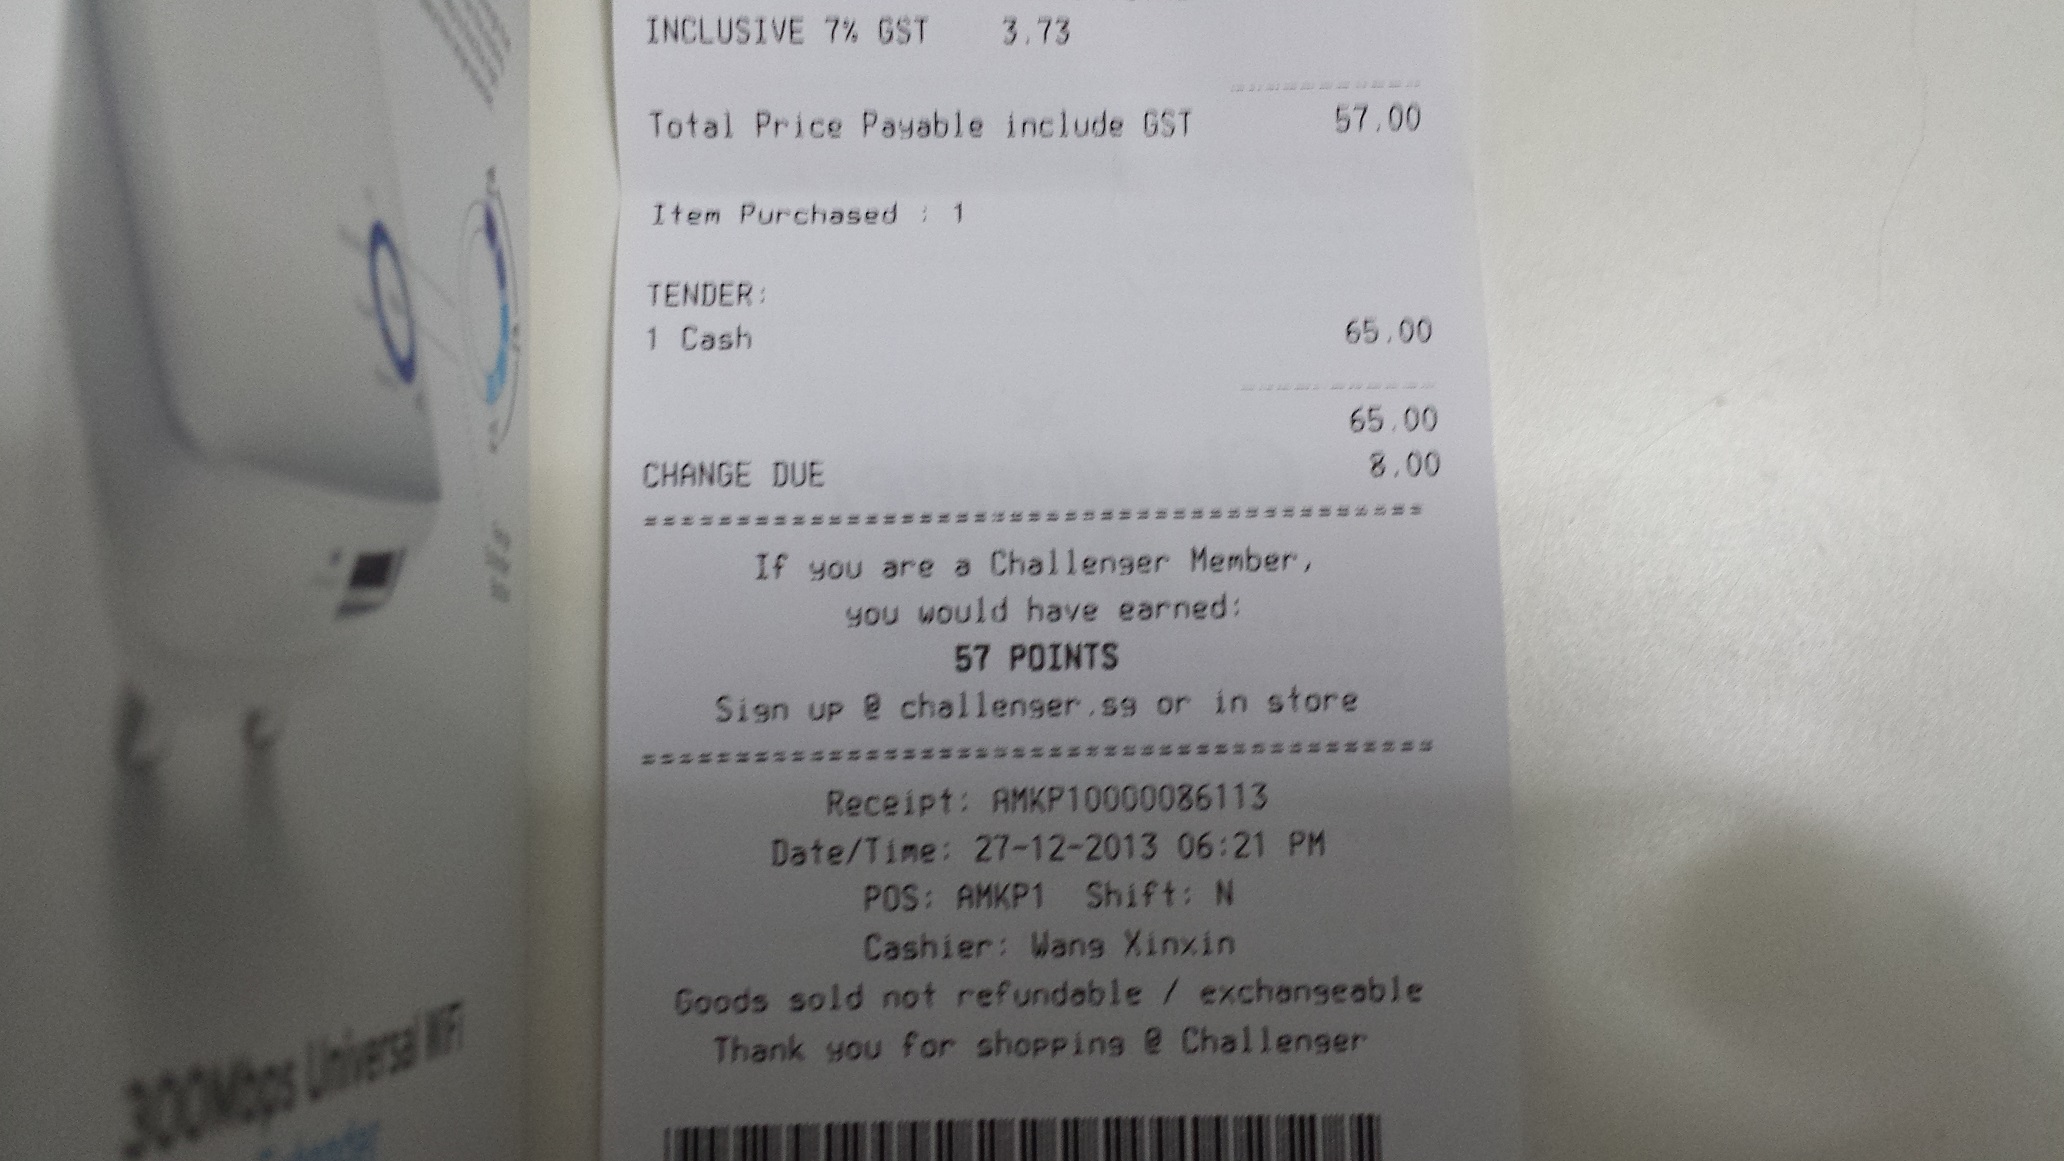 INCLUSIVE 7% GST 3.73
Total Price Payable include GST 57.00
Item Purchased : 1
TENDER:
1 Cash 65.00
65.00
CHANGE DUE 8.00
If you are a Challenger Member,
you would have earned:
57 POINTS
Sign up @ challenger.sg or in store
Receipt: AMKP10000086113
Date/Time: 27-12-2013 06:21 PM
POS: AMKP1 Shift: N
Cashier: Wang Xinxin
Goods sold not refundable / exchangeable
Thank you for shopping @ Challenger
300Mbps Universal WiFi